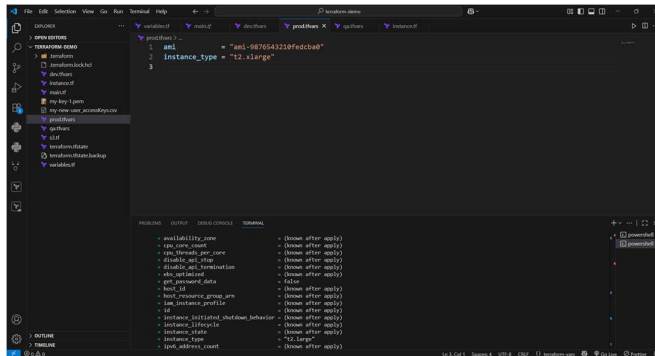 File Edit Selection View Go Run Terminal Help
terraform-demo
EXPLORER
variables.tf main.tf dev.tfvars prod.tfvars qa.tfvars instance.tf
OPEN EDITORS
TERRAFORM-DEMO
.terraform
.terraform.lock.hcl
dev.tfvars
instance.tf
main.tf
my-key-1.pem
my-new-user_accessKeys.csv
prod.tfvars
qa.tfvars
s3.tf
terraform.tfstate
terraform.tfstate.backup
variables.tf
OUTLINE
TIMELINE
prod.tfvars > ...
1 ami = "ami-9876543210fedcba0"
2 instance_type = "t2.xlarge"
3
PROBLEMS OUTPUT DEBUG CONSOLE TERMINAL
+ availability_zone = (known after apply)
+ cpu_core_count = (known after apply)
+ cpu_threads_per_core = (known after apply)
+ disable_api_stop = (known after apply)
+ disable_api_termination = (known after apply)
+ ebs_optimized = (known after apply)
+ get_password_data = false
+ host_id = (known after apply)
+ host_resource_group_arn = (known after apply)
+ iam_instance_profile = (known after apply)
+ id = (known after apply)
+ instance_initiated_shutdown_behavior = (known after apply)
+ instance_lifecycle = (known after apply)
+ instance_state = (known after apply)
+ instance_type = "t2.large"
+ ipv6_address_count = (known after apply)
powershell
powershell
0 0 0
Ln 3, Col 1 Spaces: 4 UTF-8 CRLF {} terraform-vars Go Live Prettier